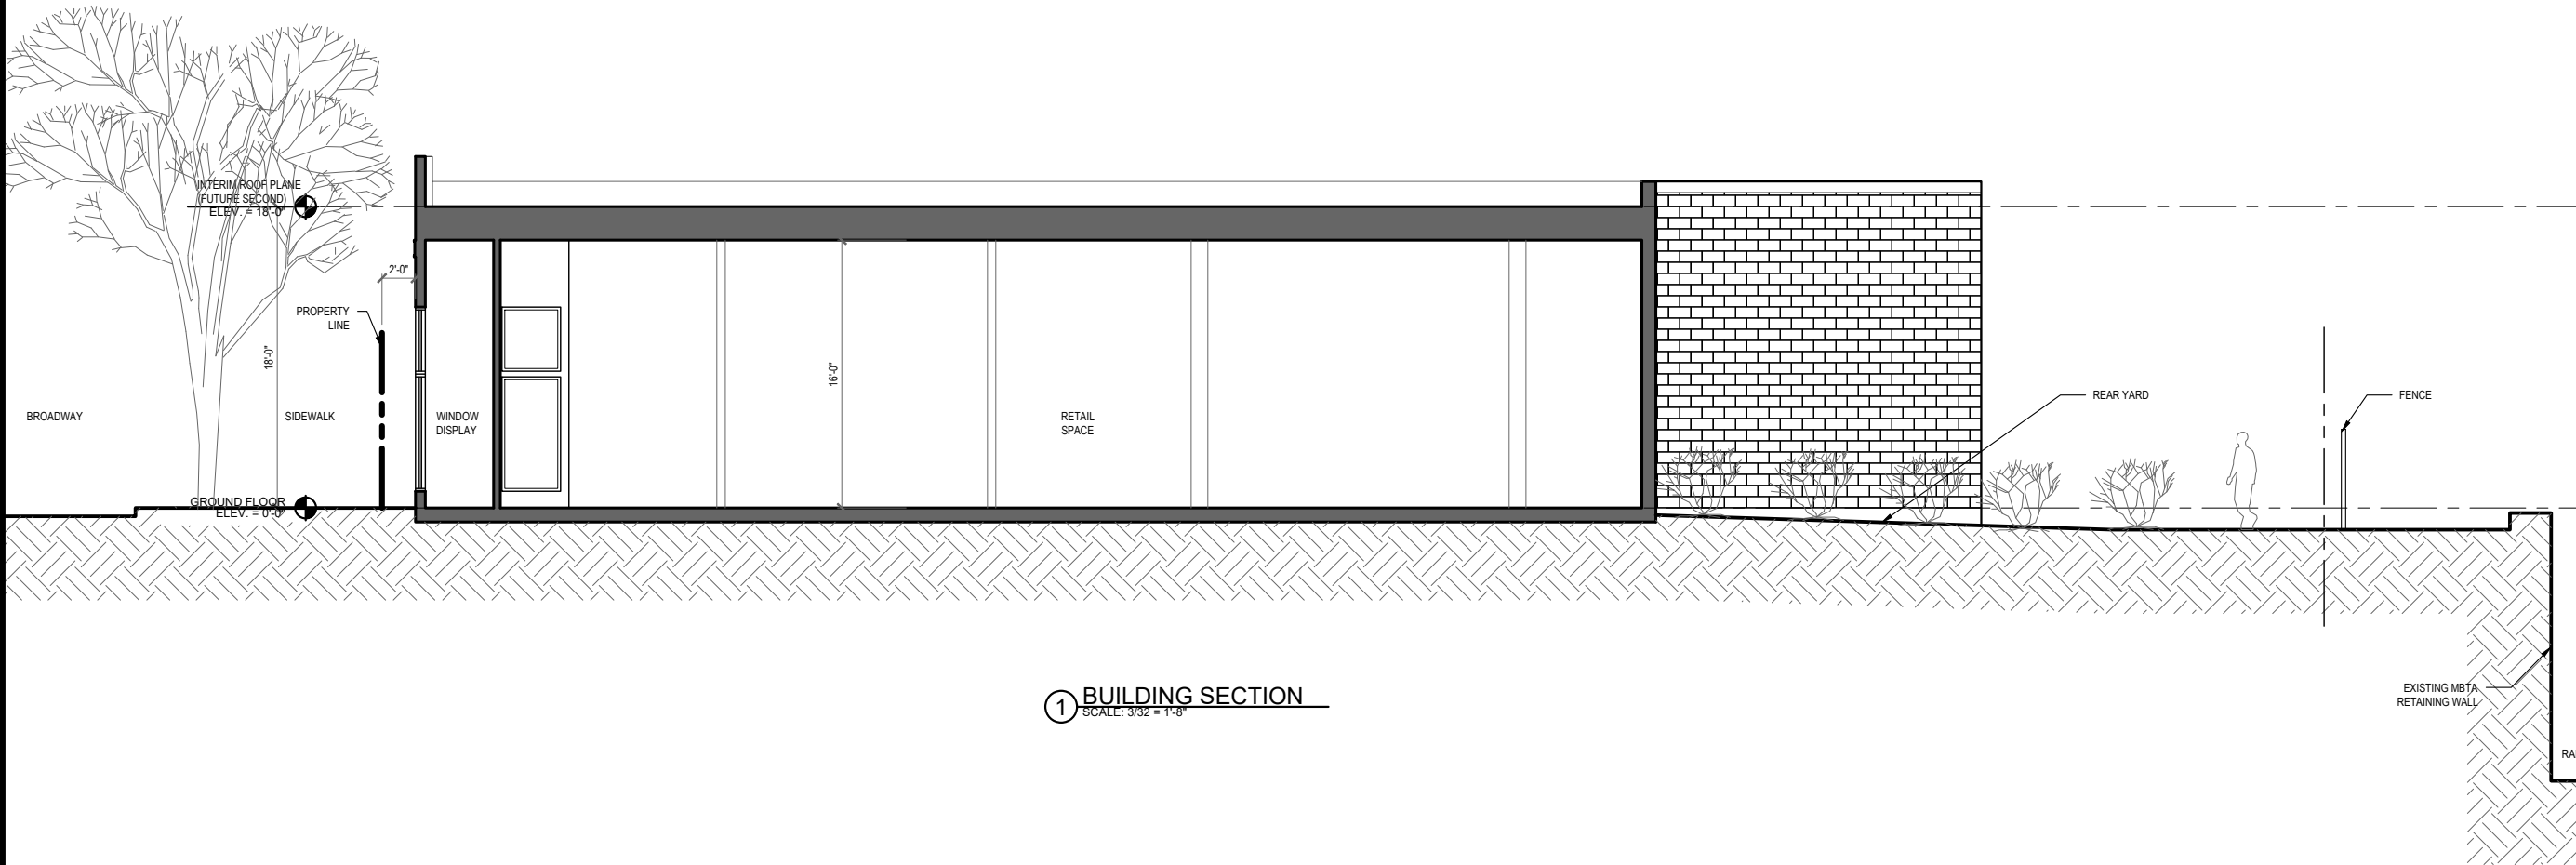 INTERIM ROOF PLANE
(FUTURE SECOND)
ELEV. = 18'-0"
2'-0"
PROPERTY
LINE
18'-0"
16'-0"
BROADWAY
SIDEWALK
WINDOW
DISPLAY
RETAIL
SPACE
REAR YARD
FENCE
GROUND FLOOR
ELEV. = 0'-0"
1 BUILDING SECTION
SCALE: 3/32 = 1'-8"
EXISTING MBTA
RETAINING WALL
RA